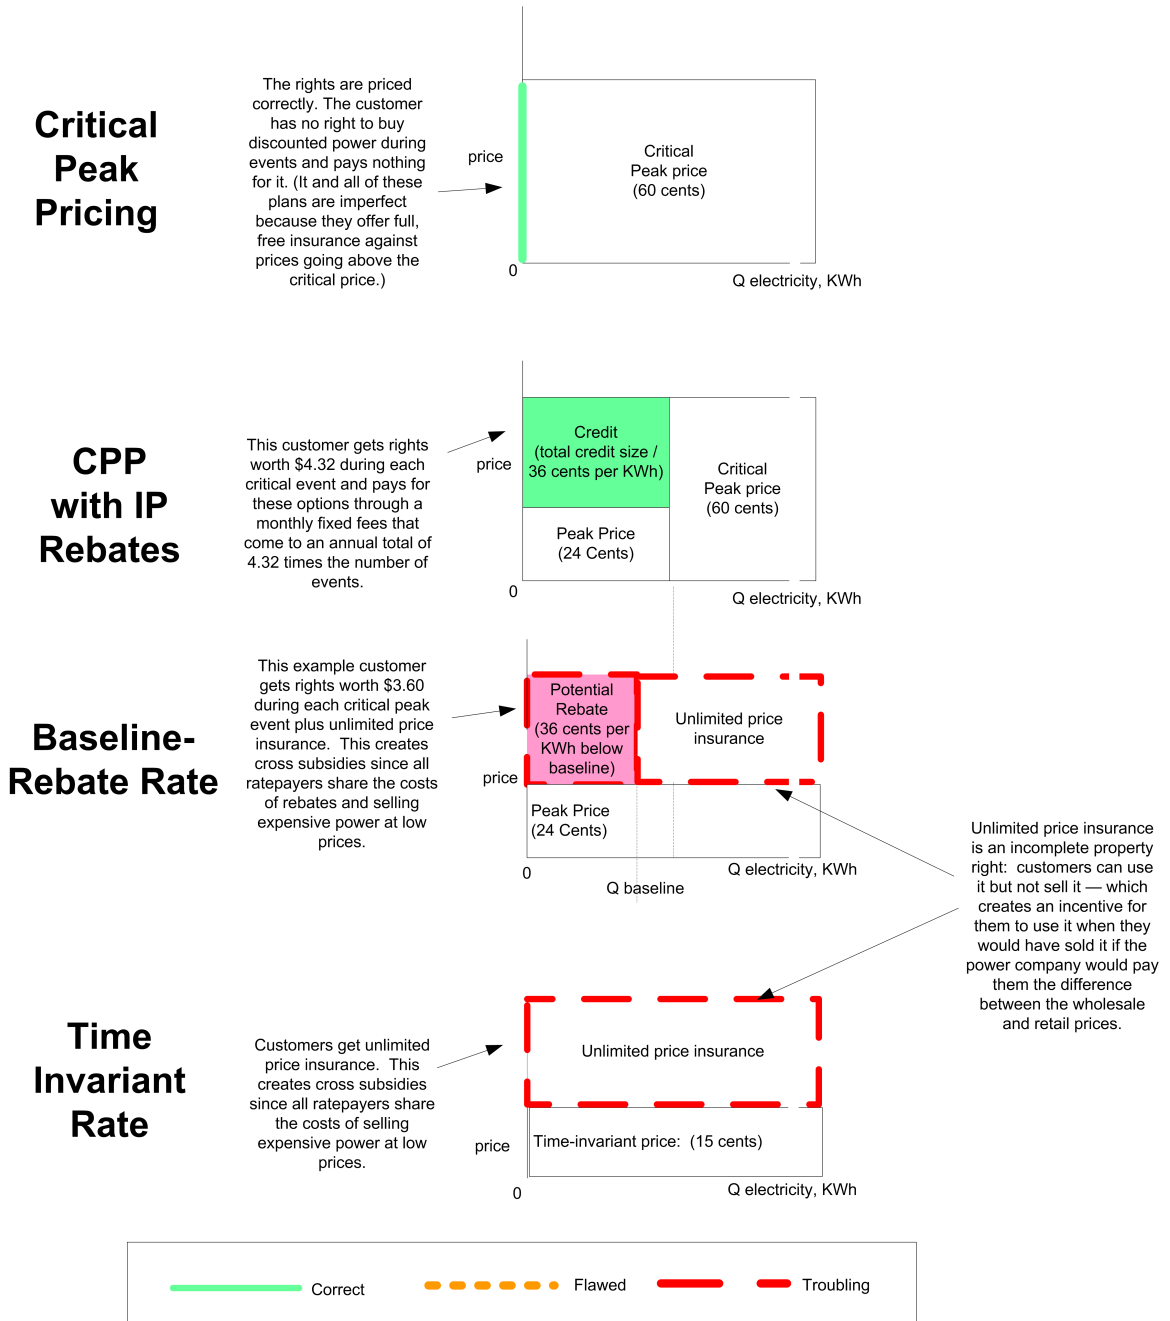 Critical
Peak
Pricing
The rights are priced
correctly. The customer
has no right to buy
discounted power during
events and pays nothing
for it. (It and all of these
plans are imperfect
because they offer full,
free insurance against
prices going above the
critical price.)
price
Critical
Peak price
(60 cents)
0
Q electricity, KWh
CPP
with IP
Rebates
This customer gets rights
worth $4.32 during each
critical event and pays for
these options through a
monthly fixed fees that
come to an annual total of
4.32 times the number of
events.
price
Credit
(total credit size /
36 cents per KWh)
Peak Price
(24 Cents)
Critical
Peak price
(60 cents)
0
Q electricity, KWh
Baseline-
Rebate Rate
This example customer
gets rights worth $3.60
during each critical peak
event plus unlimited price
insurance.  This creates
cross subsidies since all
ratepayers share the costs
of rebates and selling
expensive power at low
prices.
price
Potential
Rebate
(36 cents per
KWh below
baseline)
Unlimited price
insurance
Peak Price
(24 Cents)
0
Q baseline
Q electricity, KWh
Unlimited price insurance
is an incomplete property
right:  customers can use
it but not sell it — which
creates an incentive for
them to use it when they
would have sold it if the
power company would pay
them the difference
between the wholesale
and retail prices.
Time
Invariant
Rate
Customers get unlimited
price insurance.  This
creates cross subsidies
since all ratepayers share
the costs of selling
expensive power at low
prices.
price
Unlimited price insurance
Time-invariant price:  (15 cents)
0
Q electricity, KWh
Correct
Flawed
Troubling